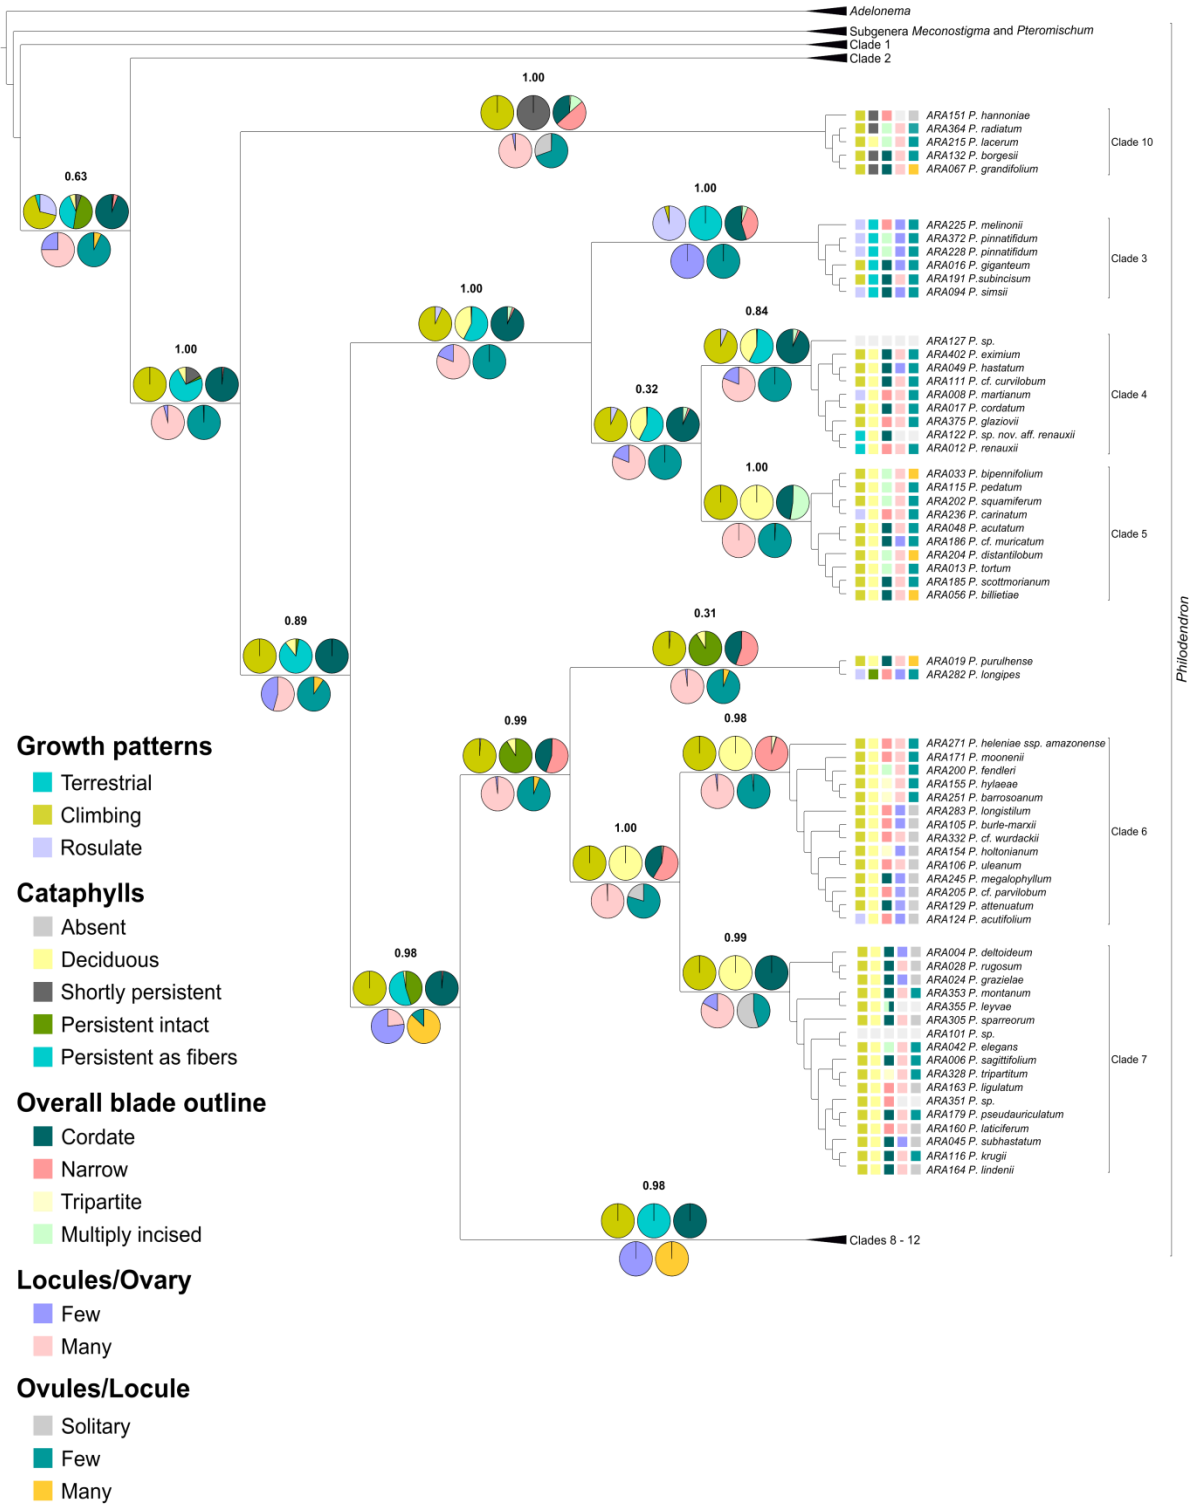 Adelonema
Subgenera Meconostigma and Pteromischum
Clade 1
Clade 2
1.00
ARA151 P. hannoniae
ARA364 P. radiatum
ARA215 P. lacerum
ARA132 P. borgesii
ARA067 P. grandifolium
Clade 10
0.63
1.00
ARA225 P. melinonii
ARA372 P. pinnatifidum
ARA228 P. pinnatifidum
ARA016 P. giganteum
ARA191 P.subincisum
ARA094 P. simsii
Clade 3
1.00
1.00
0.84
0.32
ARA127 P. sp.
ARA402 P. eximium
ARA049 P. hastatum
ARA111 P. cf. curvilobum
ARA008 P. martianum
ARA017 P. cordatum
ARA375 P. glaziovii
ARA122 P. sp. nov. aff. renauxii
ARA012 P. renauxii
Clade 4
1.00
ARA033 P. bipennifolium
ARA115 P. pedatum
ARA202 P. squamiferum
ARA236 P. carinatum
ARA048 P. acutatum
ARA186 P. cf. muricatum
ARA204 P. distantilobum
ARA013 P. tortum
ARA185 P. scottmorianum
ARA056 P. billietiae
Clade 5
Philodendron
0.89
0.31
ARA019 P. purulhense
ARA282 P. longipes
0.99
0.98
1.00
ARA271 P. heleniae ssp. amazonense
ARA171 P. moonenii
ARA200 P. fendleri
ARA155 P. hylaeae
ARA251 P. barrosoanum
ARA283 P. longistilum
ARA105 P. burle-marxii
ARA332 P. cf. wurdackii
ARA154 P. holtonianum
ARA106 P. uleanum
ARA245 P. megalophyllum
ARA205 P. cf. parvilobum
ARA129 P. attenuatum
ARA124 P. acutifolium
Clade 6
0.98
0.99
ARA004 P. deltoideum
ARA028 P. rugosum
ARA024 P. grazielae
ARA353 P. montanum
ARA355 P. leyvae
ARA305 P. sparreorum
ARA101 P. sp.
ARA042 P. elegans
ARA006 P. sagittifolium
ARA328 P. tripartitum
ARA163 P. ligulatum
ARA351 P. sp.
ARA179 P. pseudauriculatum
ARA160 P. laticiferum
ARA045 P. subhastatum
ARA116 P. krugii
ARA164 P. lindenii
Clade 7
0.98
Clades 8 - 12
Growth patterns
Terrestrial
Climbing
Rosulate
Cataphylls
Absent
Deciduous
Shortly persistent
Persistent intact
Persistent as fibers
Overall blade outline
Cordate
Narrow
Tripartite
Multiply incised
Locules/Ovary
Few
Many
Ovules/Locule
Solitary
Few
Many